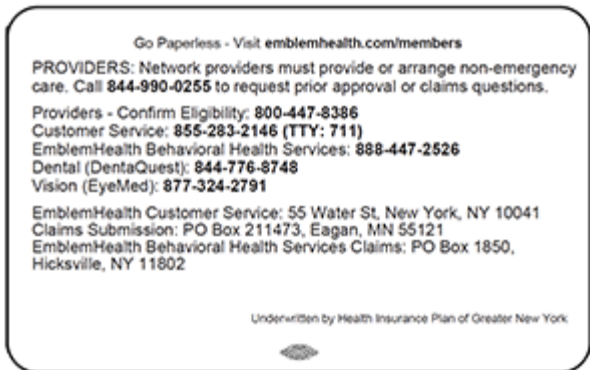 Go Paperless - Visit emblemhealth.com/members
PROVIDERS: Network providers must provide or arrange non-emergency
care. Call 844-990-0255 to request prior approval or claims questions.
Providers - Confirm Eligibility: 800-447-8386
Customer Service: 855-283-2146 (TTY: 711)
EmblemHealth Behavioral Health Services: 888-447-2526
Dental (DentaQuest): 844-776-8748
Vision (EyeMed): 877-324-2791
EmblemHealth Customer Service: 55 Water St, New York, NY 10041
Claims Submission: PO Box 211473, Eagan, MN 55121
EmblemHealth Behavioral Health Services Claims: PO Box 1850,
Hicksville, NY 11802
Underwritten by Health Insurance Plan of Greater New York